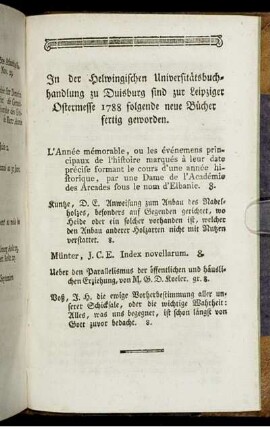 In der Helwingischen Universitätsbuch-
handlung zu Duisburg sind zur Leipziger
Ostermesse 1788 folgende neue Bücher
fertig geworden.
L'Année mémorable, ou les événemens prin-
cipaux de l'histoire marqués à leur date
précise formant le cours d'une année hi-
storique, par une Dame de l'Académie
des Arcades sous le nom d'Elbanie. 8.
Kuntze, D. E. Anweisung zum Anbau des Nadel-
holzes, besonders auf Gegenden gerichtet, wo
Heide oder ein solcher vorhanden ist, welcher
den Anbau anderer Holzarten nicht mit Nutzen
verstattet. 8.
Münter, J. C. E. Index novellarum. 8.
Ueber den Parallelismus der öffentlichen und häusli-
chen Erziehung, von M. G. D. Koeler. gr. 8.
Voß, J. H. die ewige Vorherbestimmung aller un-
serer Schicksale, oder die wichtige Wahrheit:
Alles, was uns begegnet, ist schon längst von
Gott zuvor bedacht. 8.